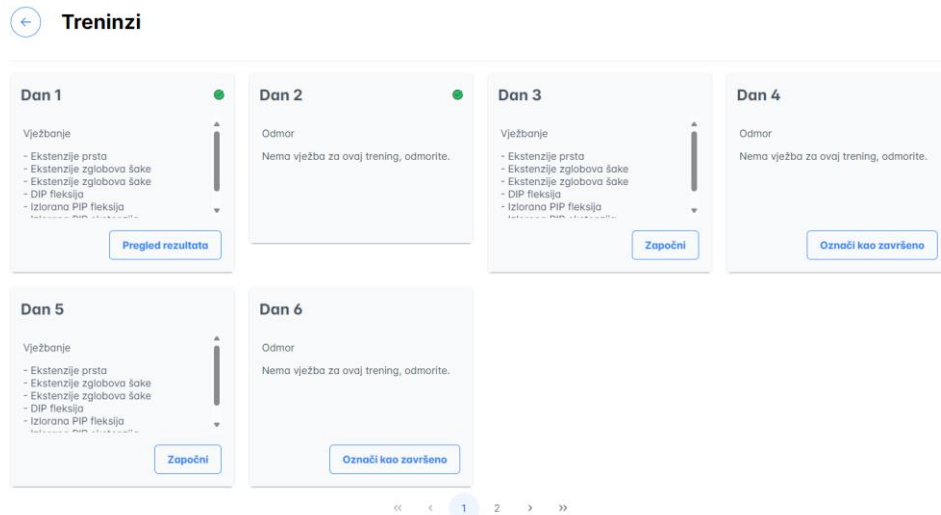 Treninzi
Dan 1
Vježbanje
- Ekstenzije prsta
- Ekstenzije zglobova šake
- Ekstenzije zglobova šake
- DIP fleksija
- Izlorana PIP fleksija
Pregled rezultata
Dan 2
Odmor
Nema vježba za ovaj trening, odmorite.
Dan 3
Vježbanje
- Ekstenzije prsta
- Ekstenzije zglobova šake
- Ekstenzije zglobova šake
- DIP fleksija
- Izlorana PIP fleksija
Započni
Dan 4
Odmor
Nema vježba za ovaj trening, odmorite.
Označi kao završeno
Dan 5
Vježbanje
- Ekstenzije prsta
- Ekstenzije zglobova šake
- Ekstenzije zglobova šake
- DIP fleksija
- Izlorana PIP fleksija
Započni
Dan 6
Odmor
Nema vježba za ovaj trening, odmorite.
Označi kao završeno
« < 1 2 > »